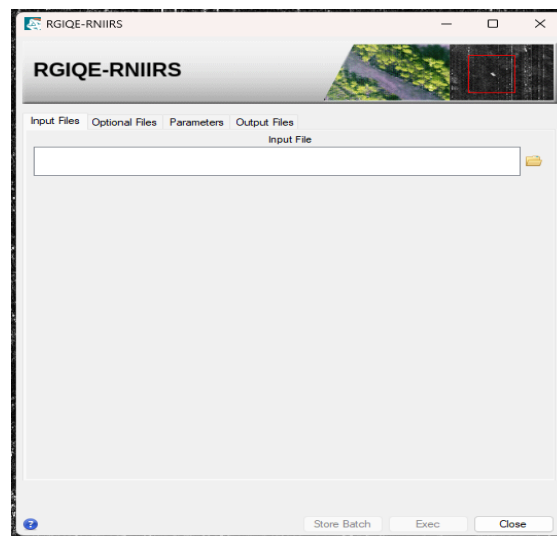 RGIQE-RNIIRS
RGIQE-RNIIRS
Input Files Optional Files Parameters Output Files
Input File
Store Batch Exec Close